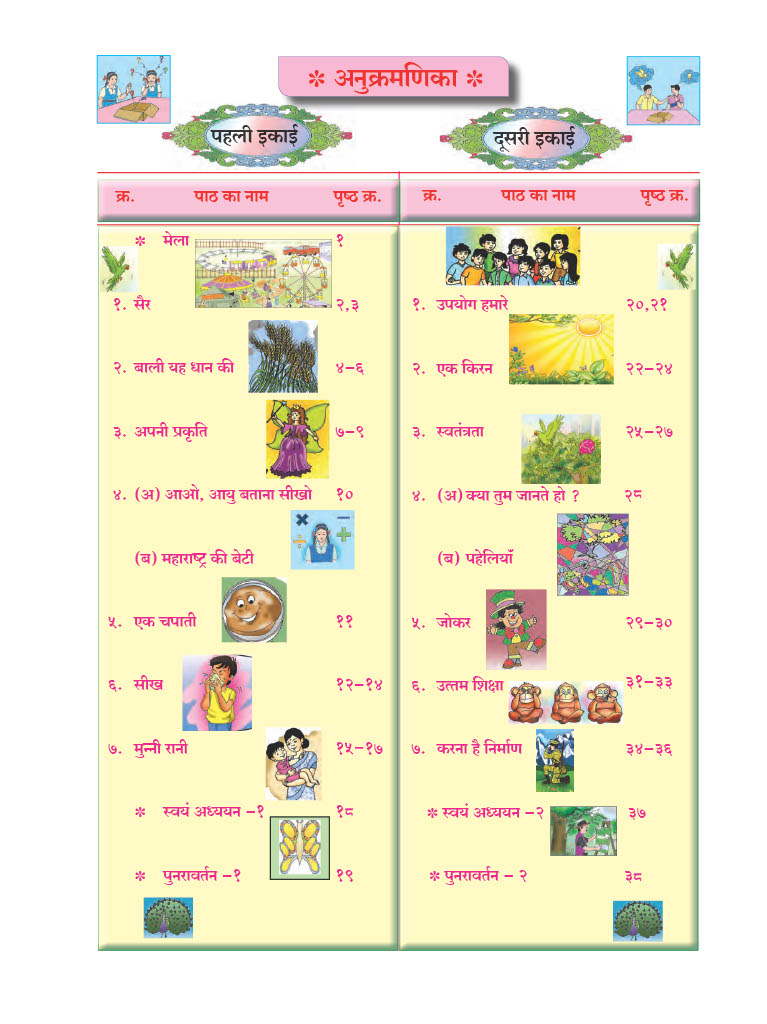 ✽ अनुक्रमणिका ✽
पहली इकाई
क्र. पाठ का नाम पृष्ठ क्र.
✽ मेला १
१. सैर २,३
२. बाली यह धान की ४–६
३. अपनी प्रकृति ७–९
४. (अ) आओ, आयु बताना सीखो १०
(ब) महाराष्ट्र की बेटी
५. एक चपाती ११
६. सीख १२–१४
७. मुन्नी रानी १५–१७
✽ स्वयं अध्ययन –१ १८
✽ पुनरावर्तन –१ १९
दूसरी इकाई
क्र. पाठ का नाम पृष्ठ क्र.
१. उपयोग हमारे २०,२१
२. एक किरन २२–२४
३. स्वतंत्रता २५–२७
४. (अ) क्या तुम जानते हो ? २८
(ब) पहेलियाँ
५. जोकर २९–३०
६. उत्तम शिक्षा ३१–३३
७. करना है निर्माण ३४–३६
✽ स्वयं अध्ययन –२ ३७
✽ पुनरावर्तन – २ ३८